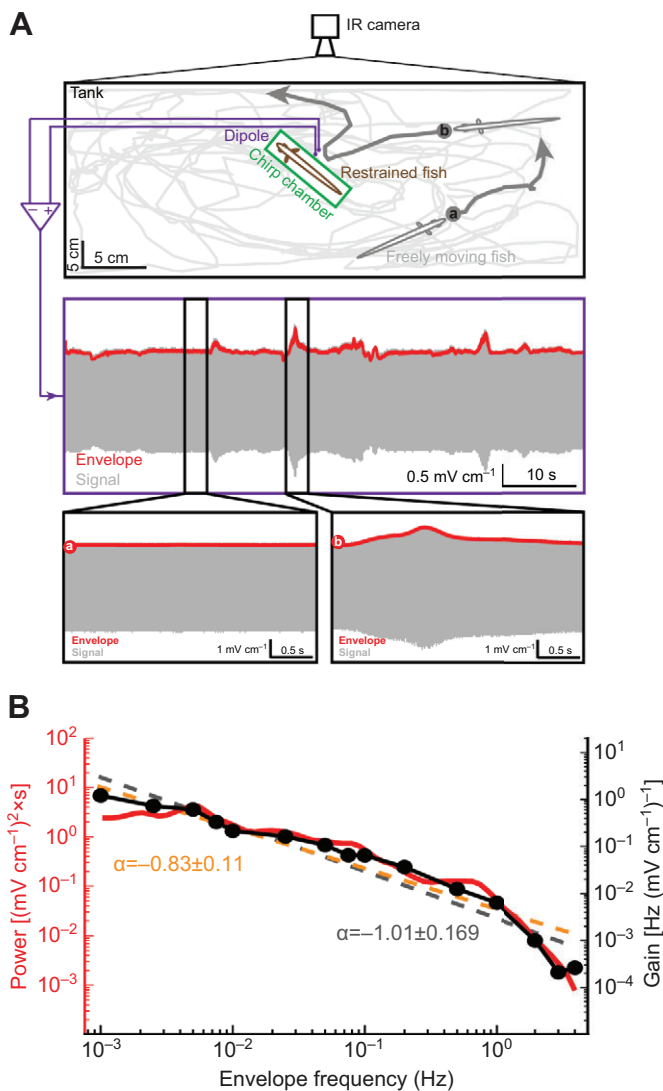 A
IR camera
Tank
b
Dipole
Restrained fish
Chirp chamber
– +
a
5 cm
5 cm
Freely moving fish
Envelope
Signal
0.5 mV cm⁻¹
10 s
a
b
Envelope
Signal
1 mV cm⁻¹
0.5 s
Envelope
Signal
1 mV cm⁻¹
0.5 s
B
Power [(mV cm⁻¹)²×s]
10²
10¹
10⁰
10⁻¹
10⁻²
10⁻³
α=–0.83±0.11
α=–1.01±0.169
10¹
10⁰
10⁻¹
10⁻²
10⁻³
10⁻⁴
Gain [Hz (mV cm⁻¹)⁻¹]
10⁻³
10⁻²
10⁻¹
10⁰
Envelope frequency (Hz)